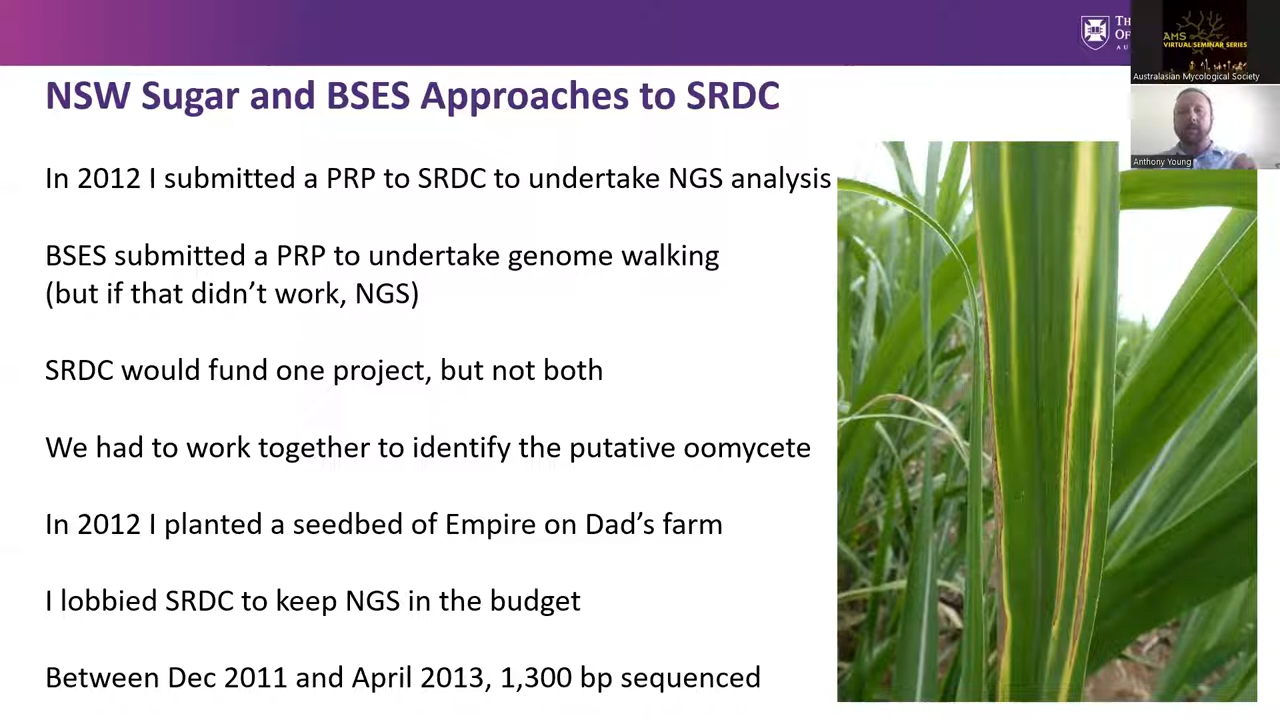 NSW Sugar and BSES Approaches to SRDC
In 2012 I submitted a PRP to SRDC to undertake NGS analysis
BSES submitted a PRP to undertake genome walking
(but if that didn't work, NGS)
SRDC would fund one project, but not both
We had to work together to identify the putative oomycete
In 2012 I planted a seedbed of Empire on Dad's farm
I lobbied SRDC to keep NGS in the budget
Between Dec 2011 and April 2013, 1,300 bp sequenced
AMS
VIRTUAL SEMINAR SERIES
Australasian Mycological Society
Anthony Young